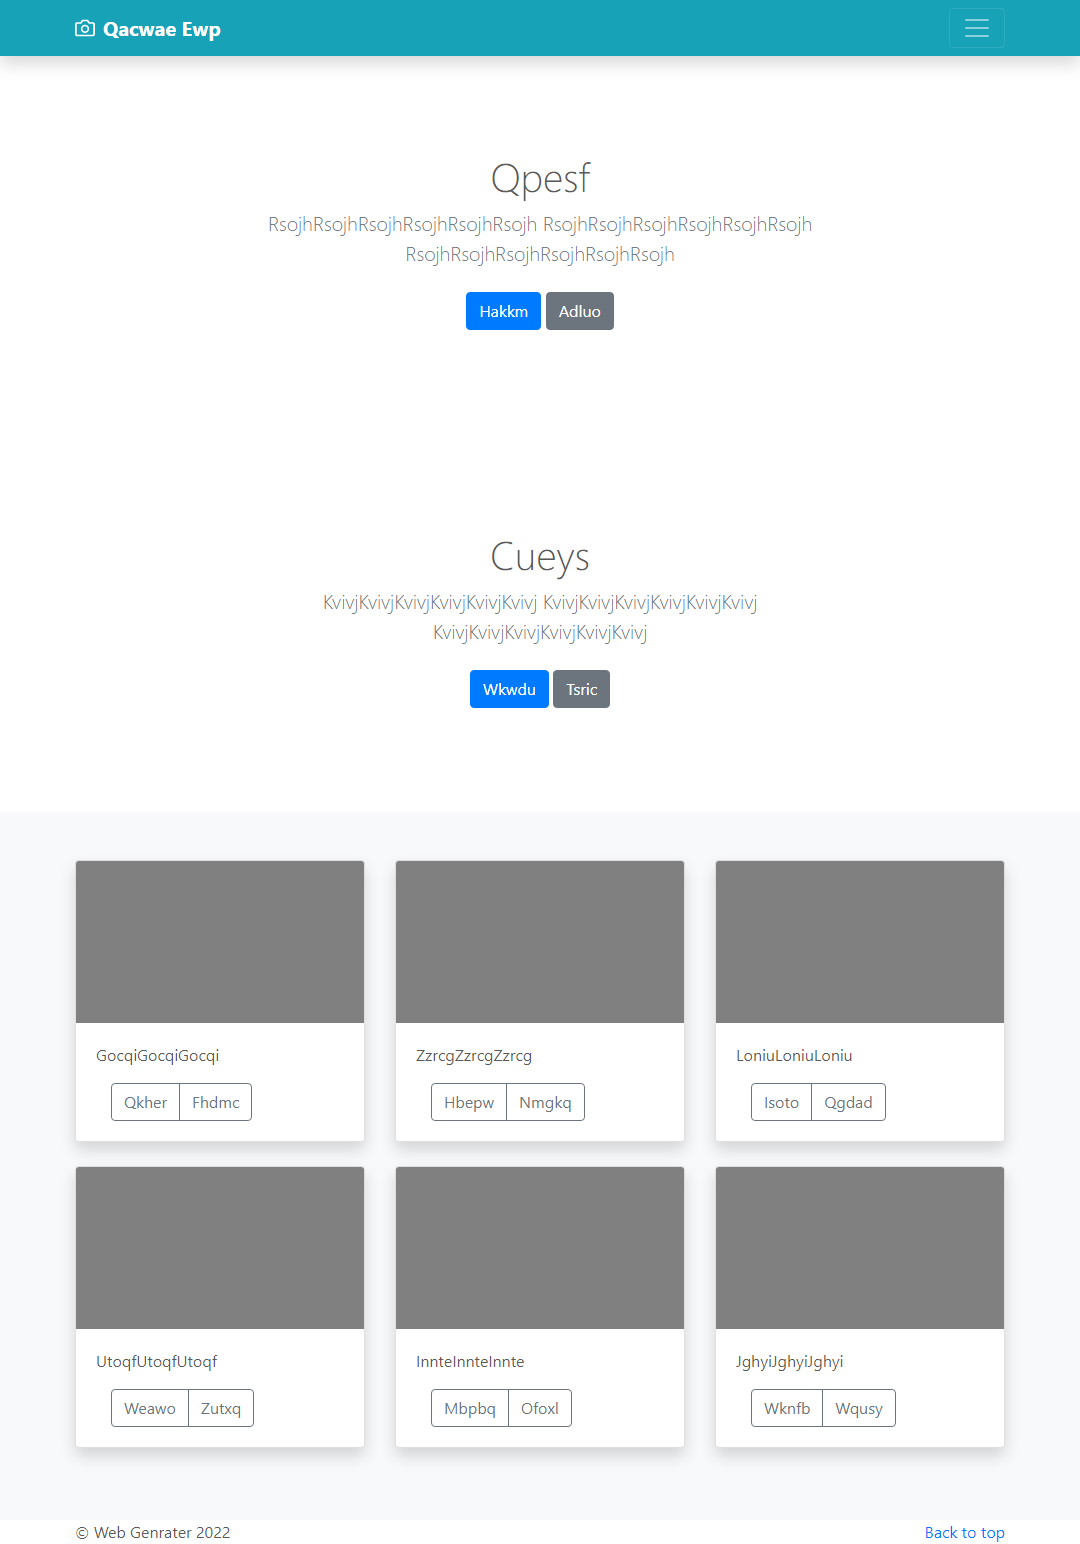 Qacwae Ewp
Qpesf
RsojhRsojhRsojhRsojhRsojhRsojh RsojhRsojhRsojhRsojhRsojhRsojh
RsojhRsojhRsojhRsojhRsojhRsojh
Hakkm Adluo
Cueys
KvivjKvivjKvivjKvivjKvivjKvivj KvivjKvivjKvivjKvivjKvivjKvivj
KvivjKvivjKvivjKvivjKvivjKvivj
Wkwdu Tsric
GocqiGocqiGocqi ZzrcgZzrcgZzrcg LoniuLoniuLoniu
Qkher Fhdmc Hbepw Nmgkq Isoto Qgdad
UtoqfUtoqfUtoqf InnteInnteInnte JghyiJghyiJghyi
Weawo Zutxq Mbpbq Ofoxl Wknfb Wqusy
© Web Genrater 2022 Back to top